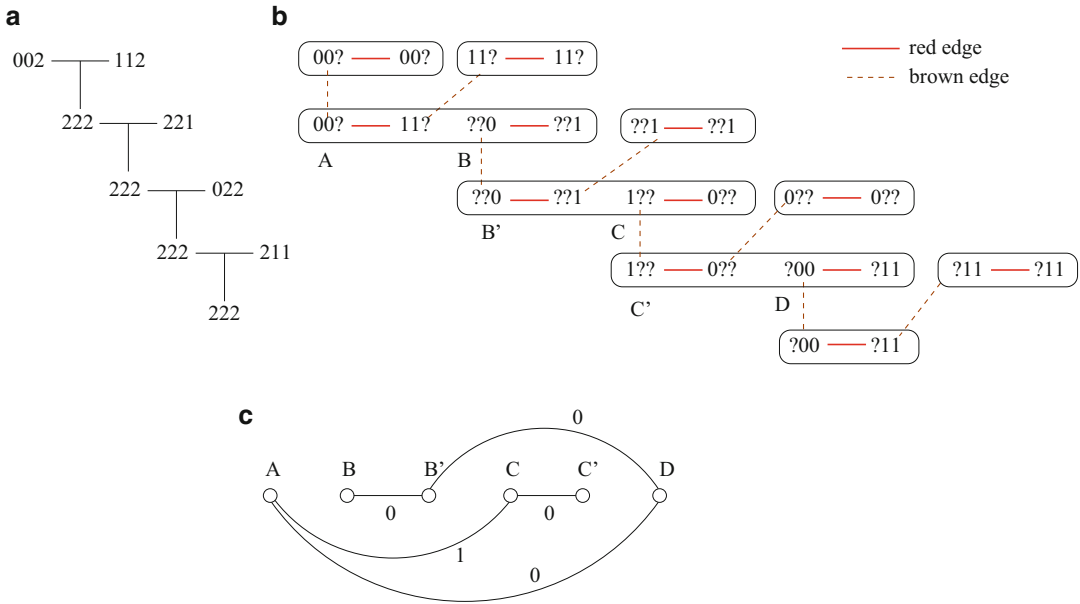 a
002 112
222 221
222 022
222 211
222
b
00? 00? 11? 11?
red edge
brown edge
00? 11? ??0 ??1 ??1 ??1
A B
??0 ??1 1?? 0?? 0?? 0??
B' C
1?? 0?? ?00 ?11 ?11 ?11
C' D
?00 ?11
c
0
A B B' C C' D
0 0
1
0